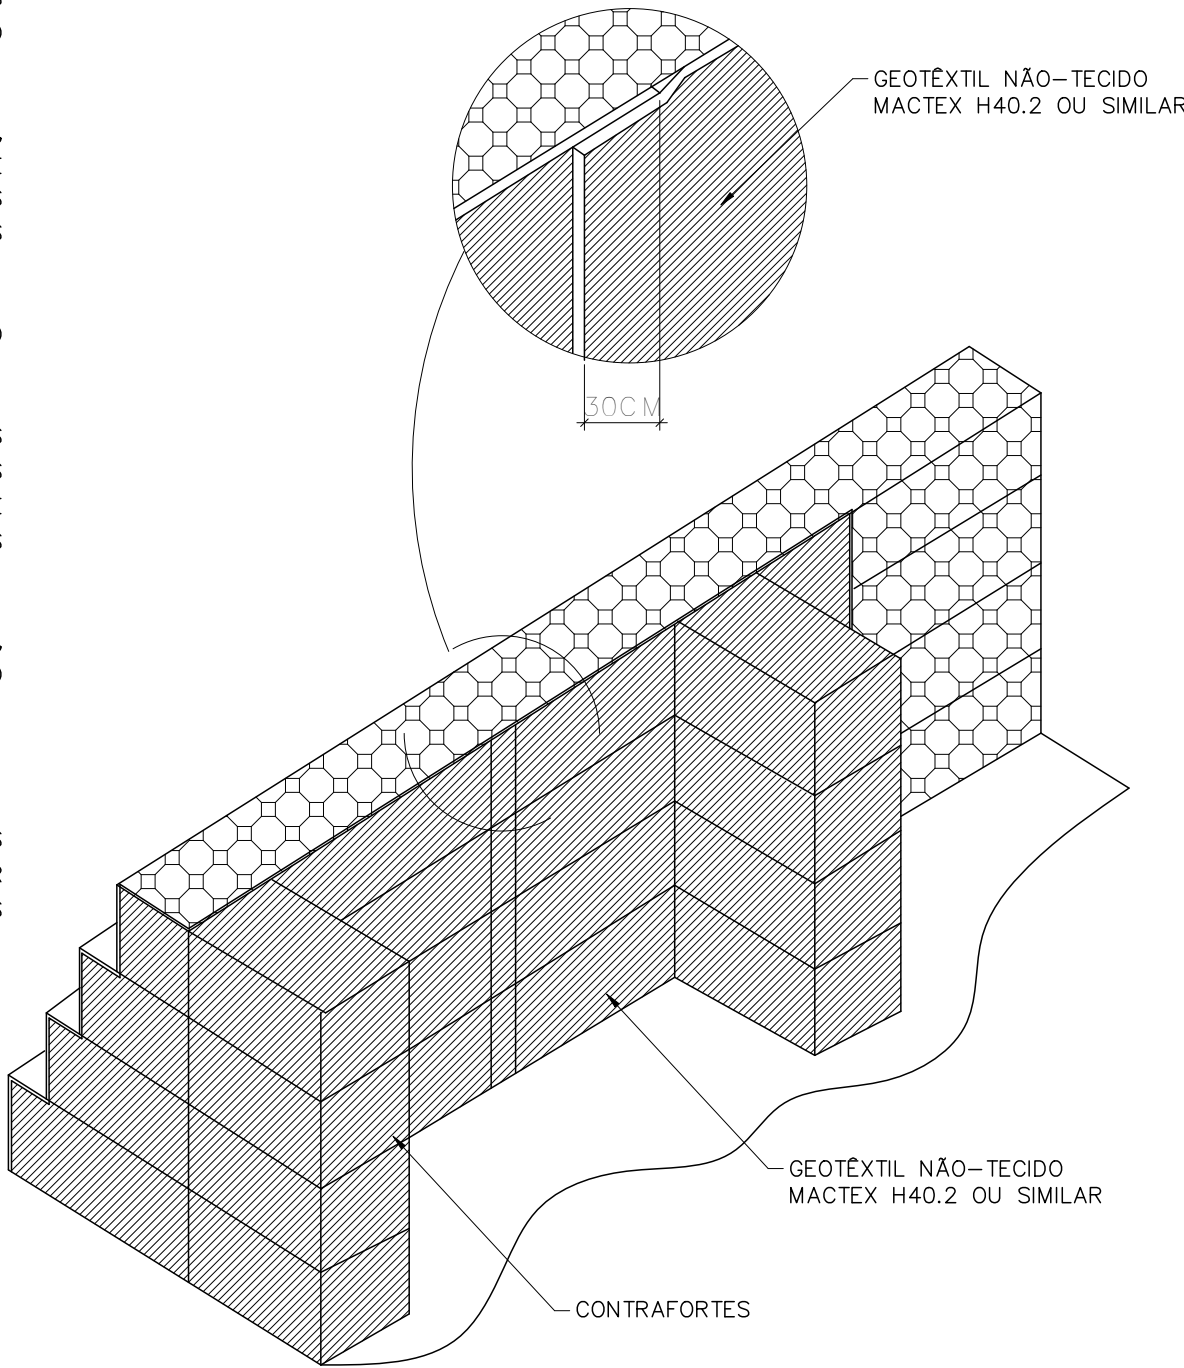 GEOTÊXTIL NÃO-TECIDO
MACTEX H40.2 OU SIMILAR
30CM
GEOTÊXTIL NÃO-TECIDO
MACTEX H40.2 OU SIMILAR
CONTRAFORTES